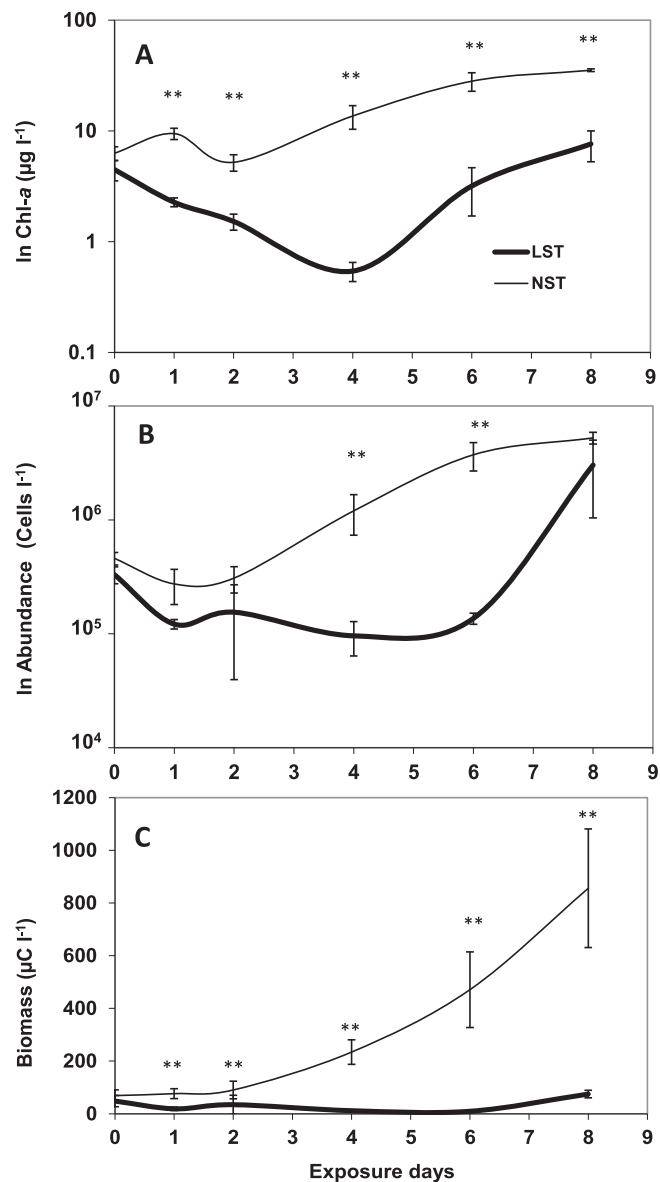 100
A
**
**
**
**
**
10
ln Chl-a (µg l-1)
1
LST
NST
0.1
0 1 2 3 4 5 6 7 8 9
10⁷
B
**
**
10⁶
ln Abundance (Cells l-1)
10⁵
10⁴
0 1 2 3 4 5 6 7 8 9
1200
C
**
1000
800
**
600
Biomass (µC l-1)
400
**
200
**
**
0
0 1 2 3 4 5 6 7 8 9
Exposure days